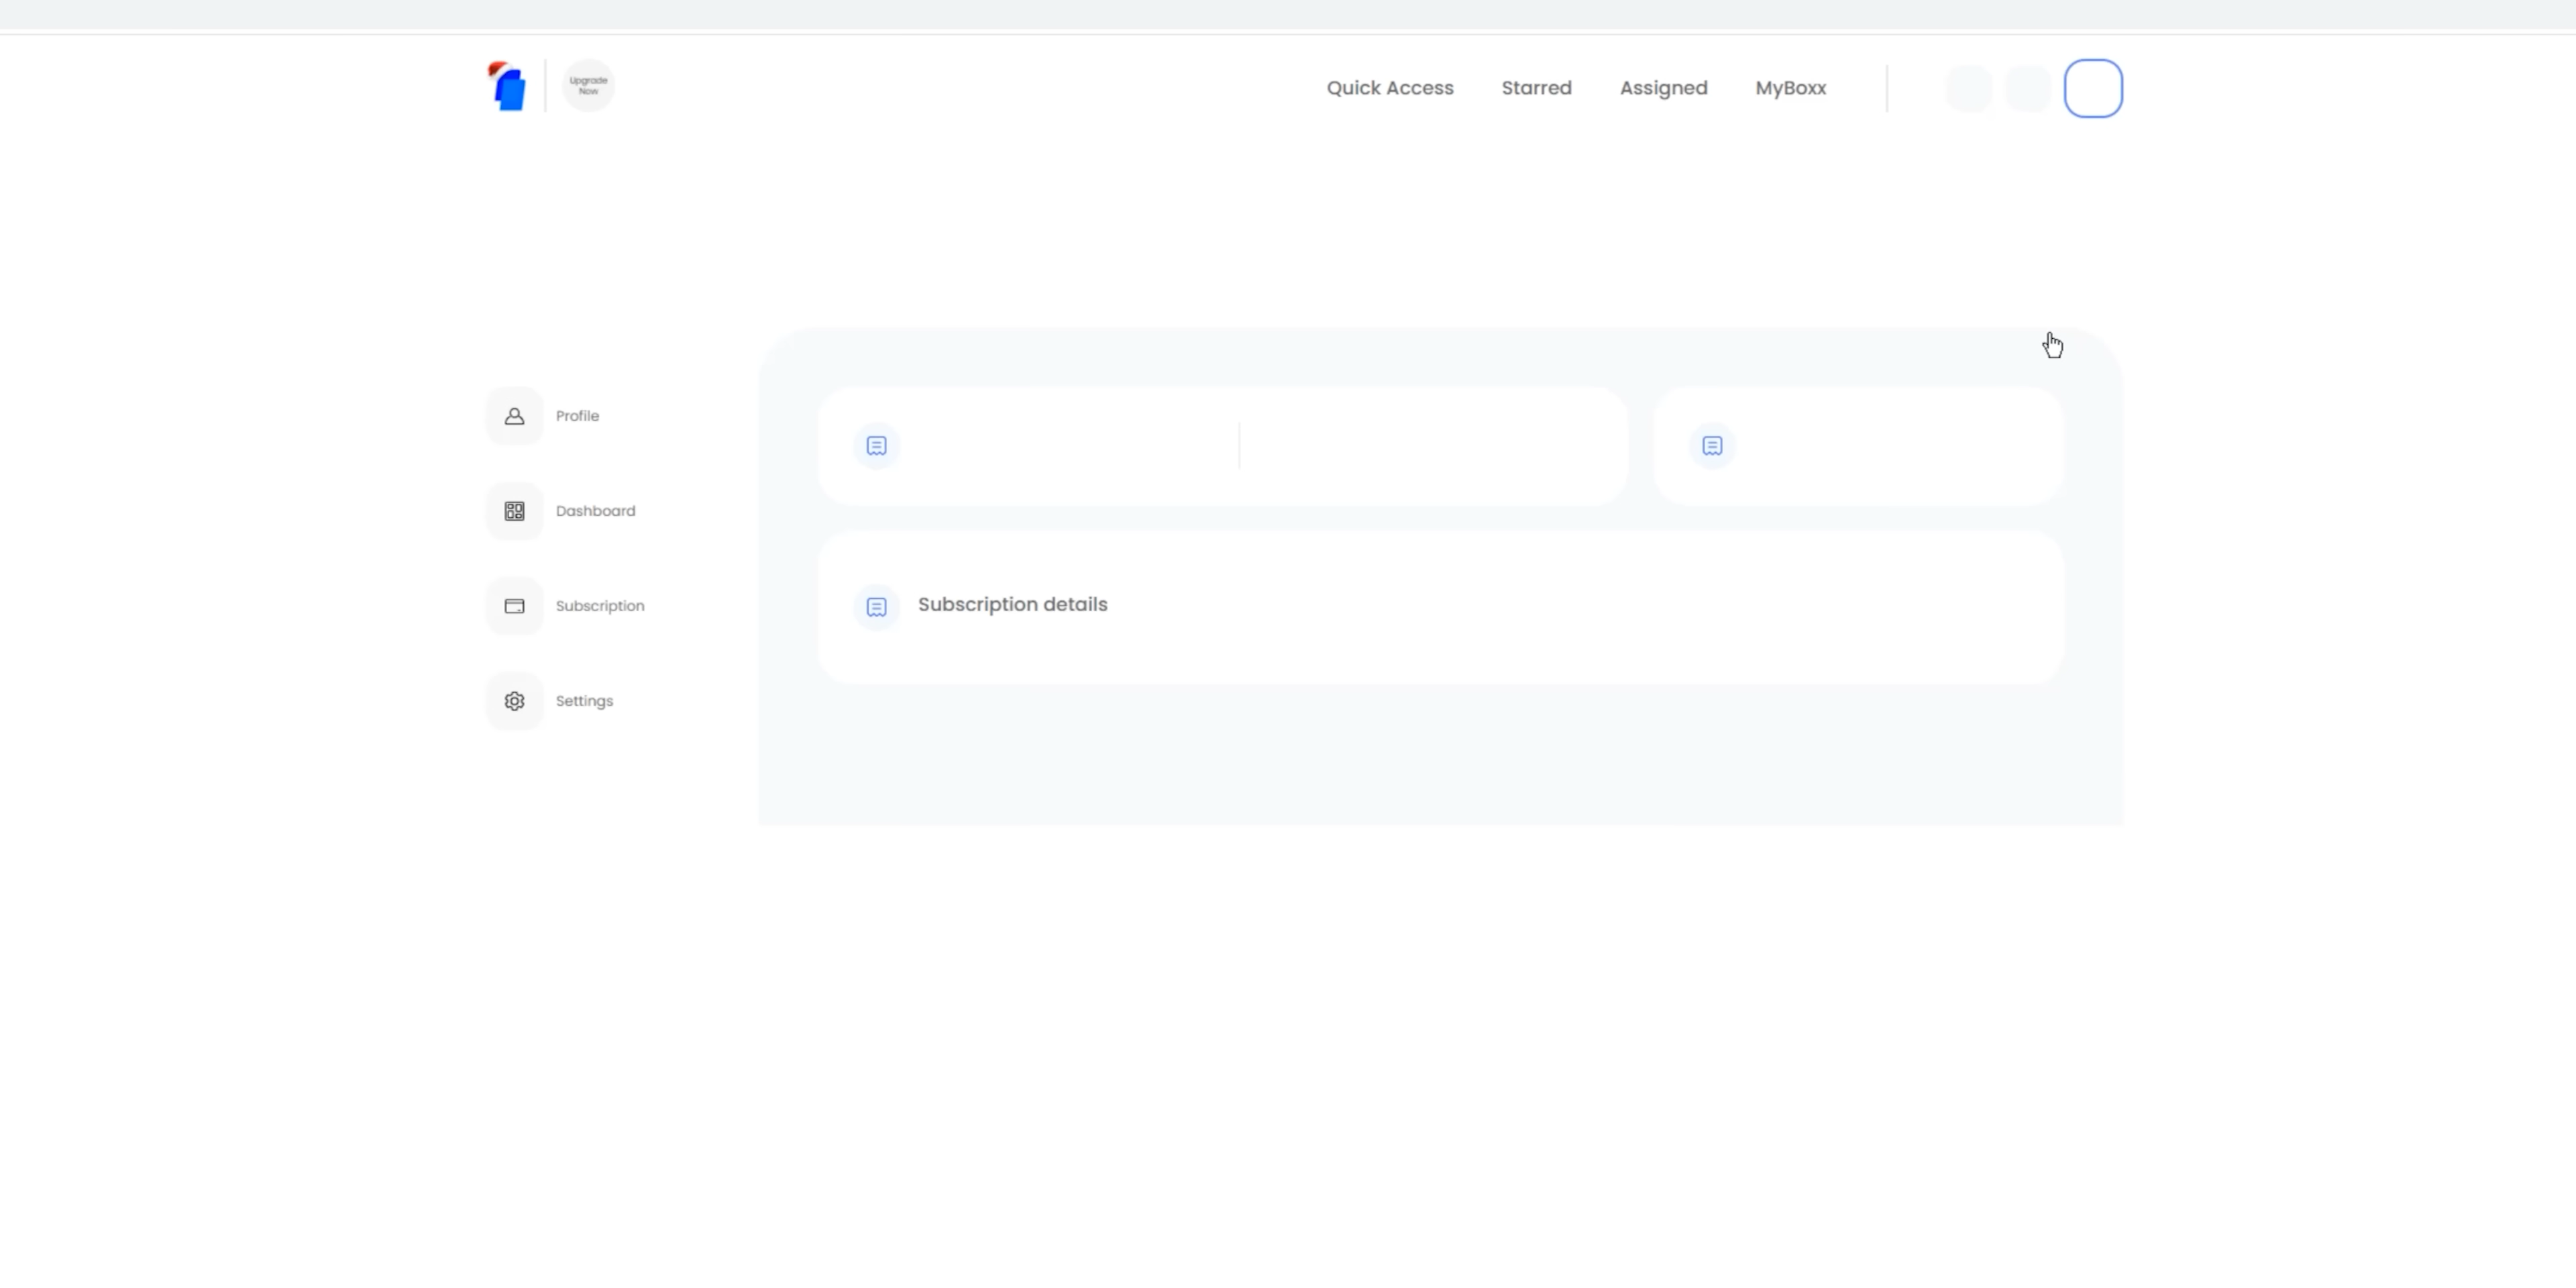 Upgrade
Now
Quick Access
Starred
Assigned
MyBoxx
Profile
Dashboard
Subscription
Settings
Subscription details